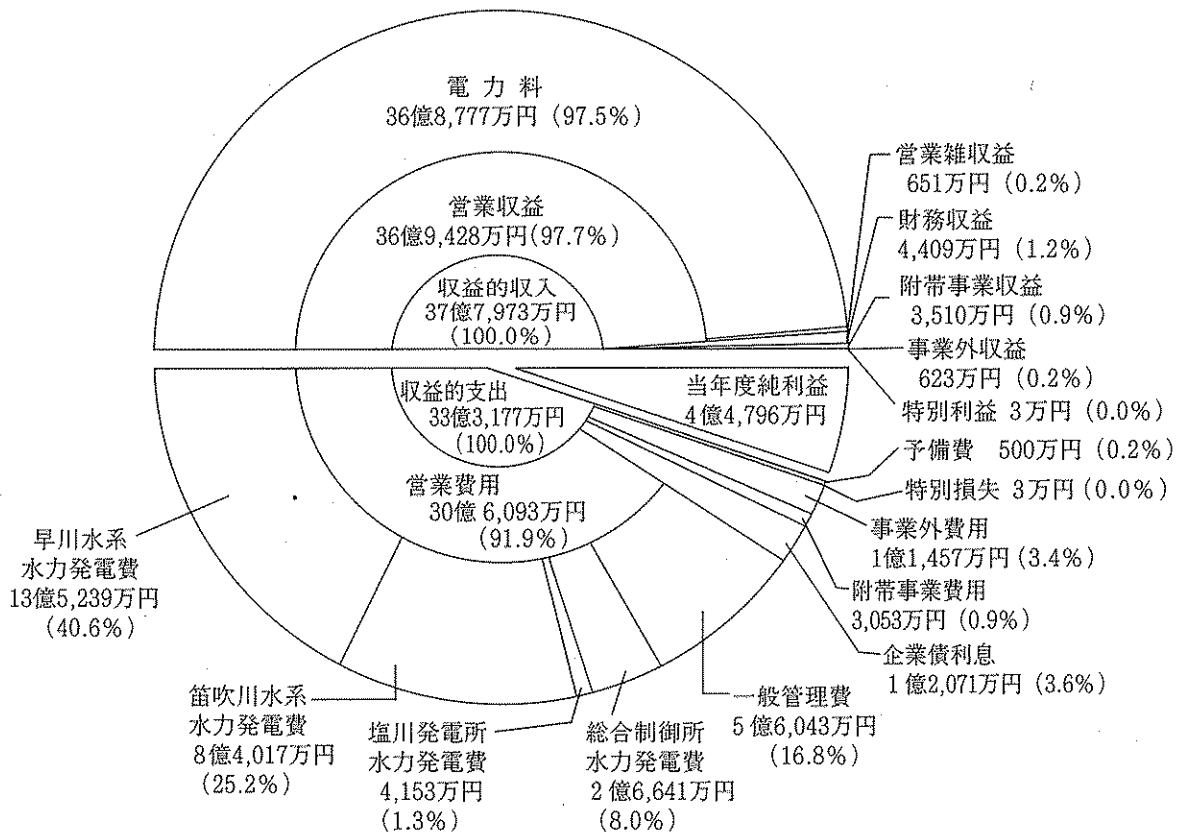 電力料
36億8,777万円(97.5%)
営業収益
36億9,428万円(97.7%)
収益的収入
37億7,973万円
(100.0%)
営業雑収益
651万円(0.2%)
財務収益
4,409万円(1.2%)
附帯事業収益
3,510万円(0.9%)
事業外収益
623万円(0.2%)
特別利益 3万円(0.0%)
収益的支出
33億3,177万円
(100.0%)
当年度純利益
4億4,796万円
予備費 500万円(0.2%)
特別損失 3万円(0.0%)
事業外費用
1億1,457万円(3.4%)
附帯事業費用
3,053万円(0.9%)
企業債利息
1億2,071万円(3.6%)
営業費用
30億6,093万円
(91.9%)
早川水系
水力発電費
13億5,239万円
(40.6%)
笛吹川水系
水力発電費
8億4,017万円
(25.2%)
塩川発電所
水力発電費
4,153万円
(1.3%)
総合制御所
水力発電費
2億6,641万円
(8.0%)
一般管理費
5億6,043万円
(16.8%)